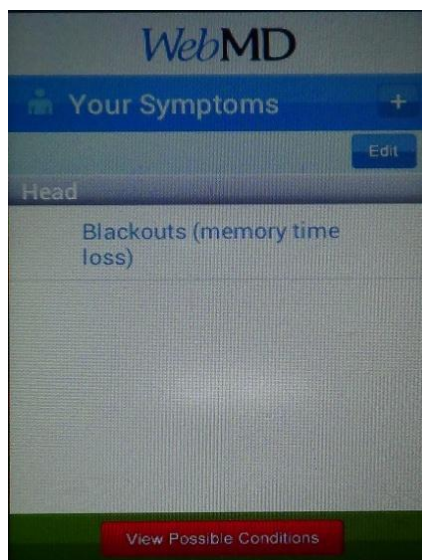 WebMD
Your Symptoms +
Edit
Head
Blackouts (memory time
loss)
View Possible Conditions